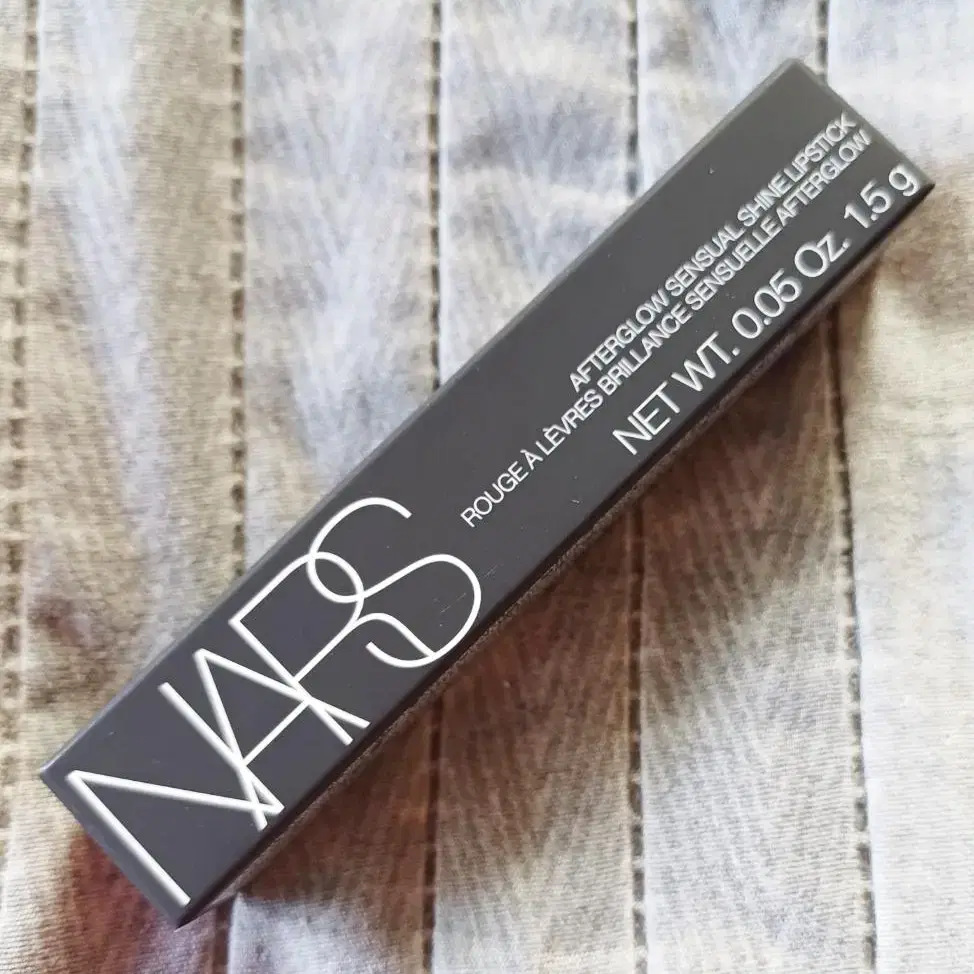 NARS
AFTERGLOW SENSUAL SHINE LIPSTICK
ROUGE À LÈVRES BRILLANCE SENSUELLE AFTERGLOW
NET WT. 0.05 Oz. 1.5 g